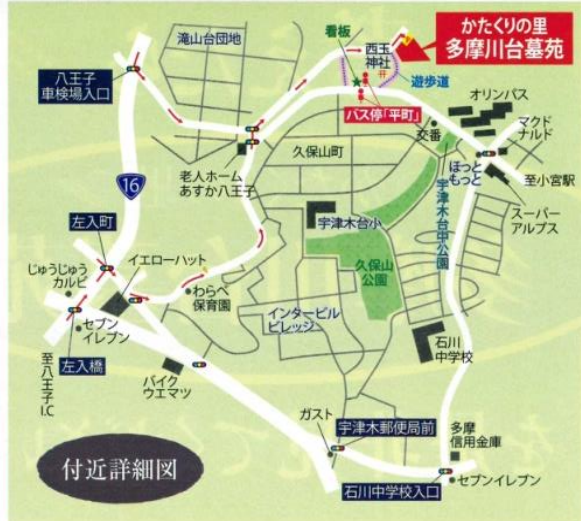 かたくりの里
多摩川台墓苑
看板
西玉
神社
遊歩道
滝山台団地
八王子
車検場入口
バス停「平町」
オリンパス
マクド
ナルド
交番
ほっと
もっと
至小宮駅
スーパー
アルプス
久保山町
老人ホーム
あすか八王子
16
宇津木台小
宇津木台中公園
久保山
公園
左入町
イエローハット
じゅうじゅう
カルビ
わらべ
保育園
インタービル
ビレッジ
セブン
イレブン
左入橋
至八王子I.C
バイク
ウエマツ
石川
中学校
ガスト
宇津木郵便局前
多摩
信用金庫
石川中学校入口
セブンイレブン
付近詳細図